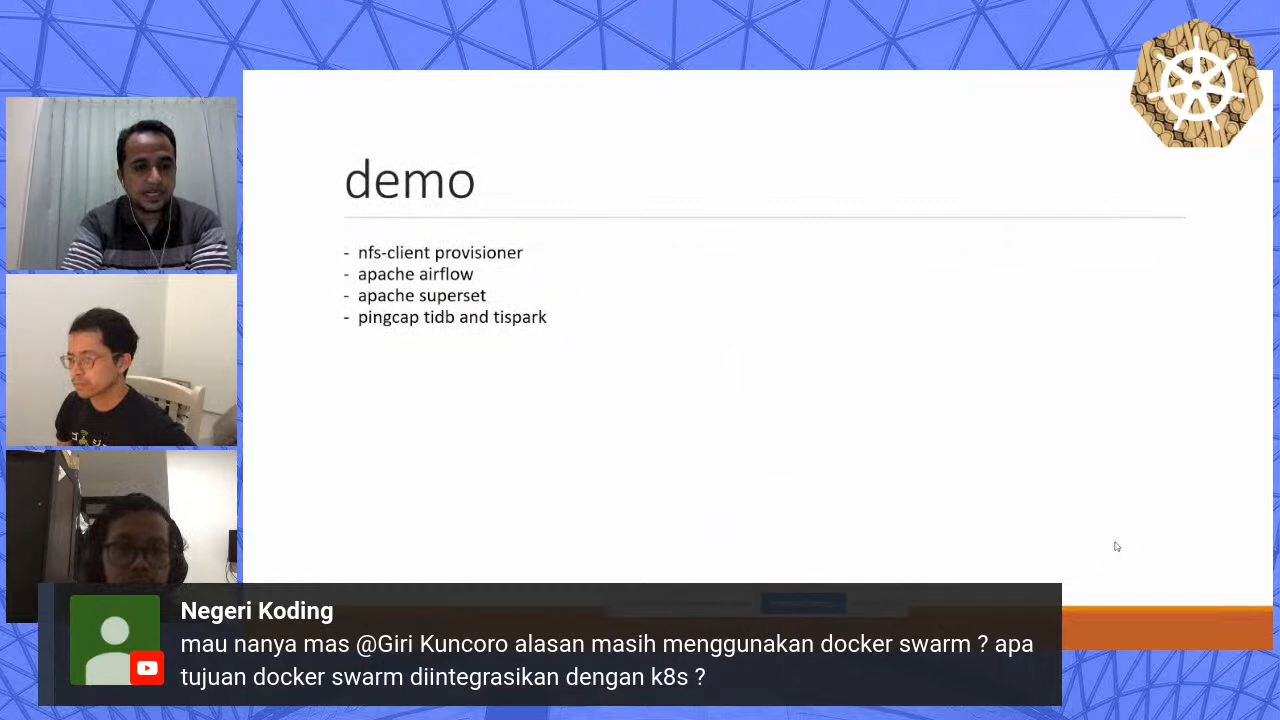 demo
- nfs-client provisioner
- apache airflow
- apache superset
- pingcap tidb and tispark
Negeri Koding
mau nanya mas @Giri Kuncoro alasan masih menggunakan docker swarm ? apa
tujuan docker swarm diintegrasikan dengan k8s ?